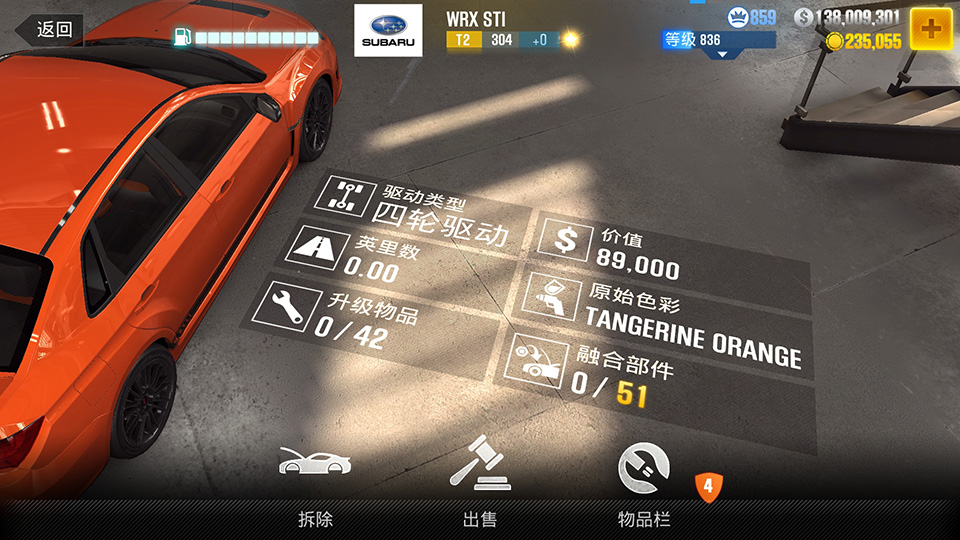 返回
SUBARU
WRX STI
T2 304 +0
859
138,009,301
等级 836
235,055
驱动类型
四轮驱动
英里数
0.00
升级物品
0/42
价值
89,000
原始色彩
TANGERINE ORANGE
融合部件
0/51
4
拆除
出售
物品栏